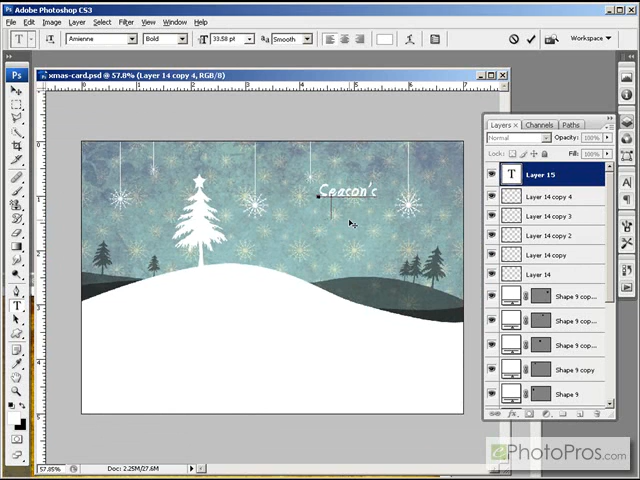 Adobe Photoshop CS3
File Edit Image Layer Select Filter View Window Help
T Amienne Bold T 33.58 pt aa Smooth Workspace
xmas-card.psd @ 57.8% (Layer 14 copy 4, RGB/8)
Layers Channels Paths
Normal Opacity: 100%
Lock: Fill: 100%
T Layer 15
Layer 14 copy 4
Layer 14 copy 3
Layer 14 copy 2
Layer 14 copy
Layer 14
Shape 9 cop...
Shape 9 cop...
Shape 9 cop...
Shape 9 copy
Shape 9
57.85% Doc: 2.25M/27.6M
ePhotoPros.com